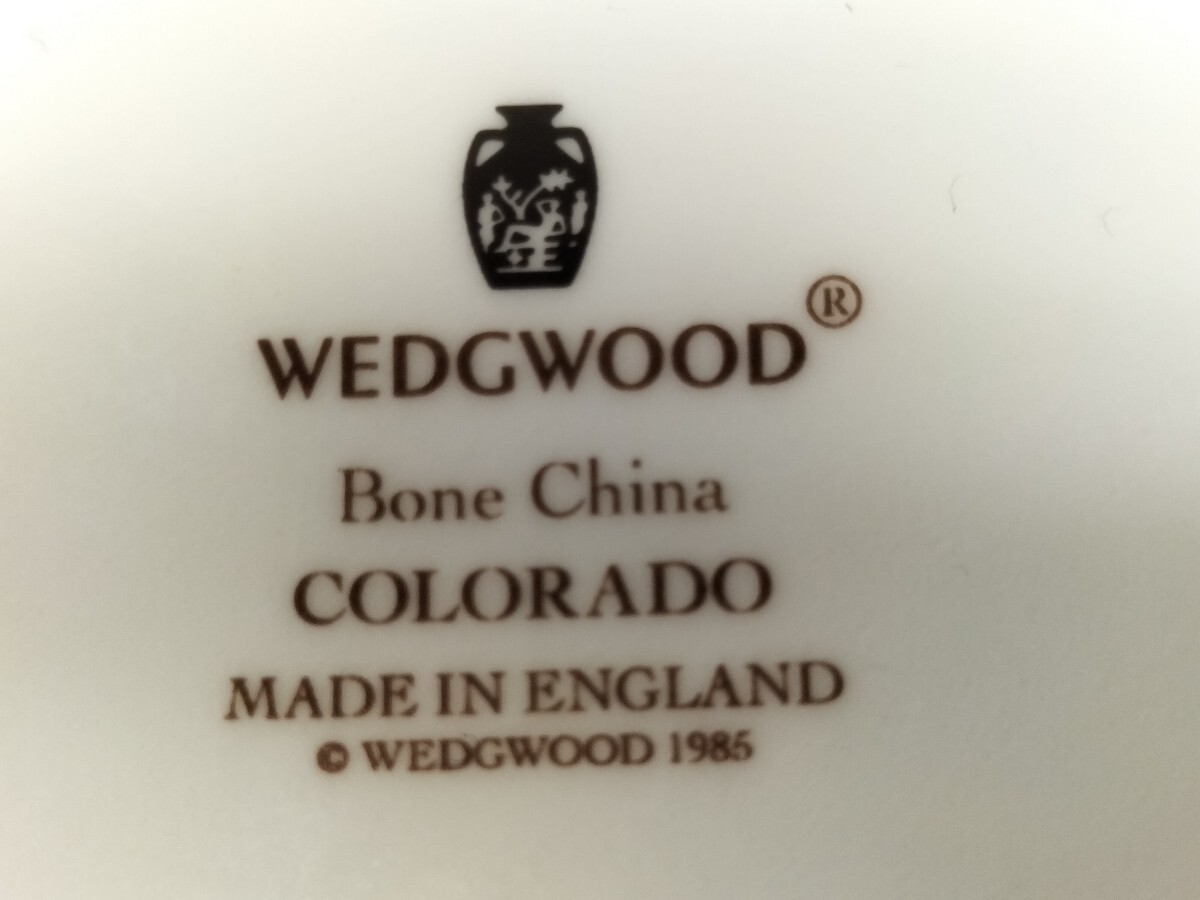 WEDGWOOD®
Bone China
COLORADO
MADE IN ENGLAND
© WEDGWOOD 1985